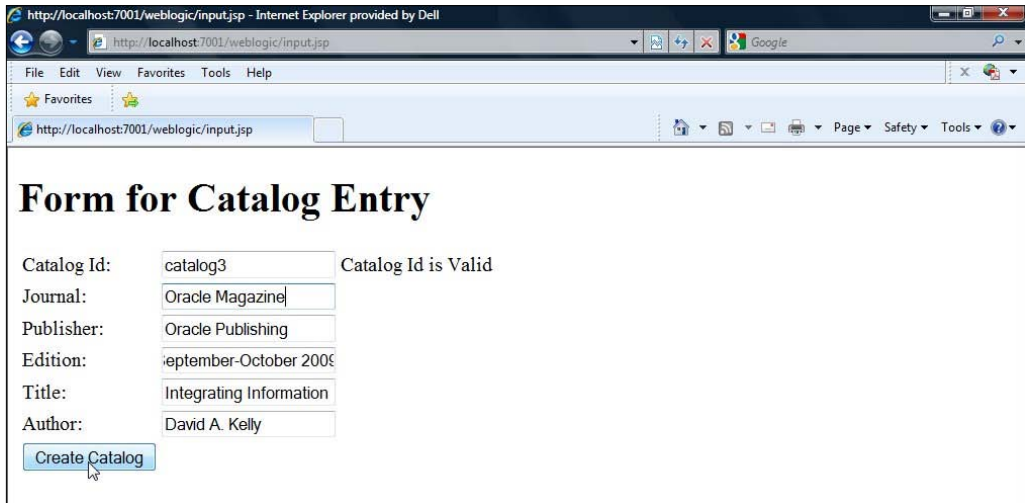 http://localhost:7001/weblogic/input.jsp - Internet Explorer provided by Dell
http://localhost:7001/weblogic/input.jsp
Google
File Edit View Favorites Tools Help
Favorites
http://localhost:7001/weblogic/input.jsp
Page Safety Tools
Form for Catalog Entry
Catalog Id: catalog3 Catalog Id is Valid
Journal: Oracle Magazine
Publisher: Oracle Publishing
Edition: eptember-October 2009
Title: Integrating Information
Author: David A. Kelly
Create Catalog